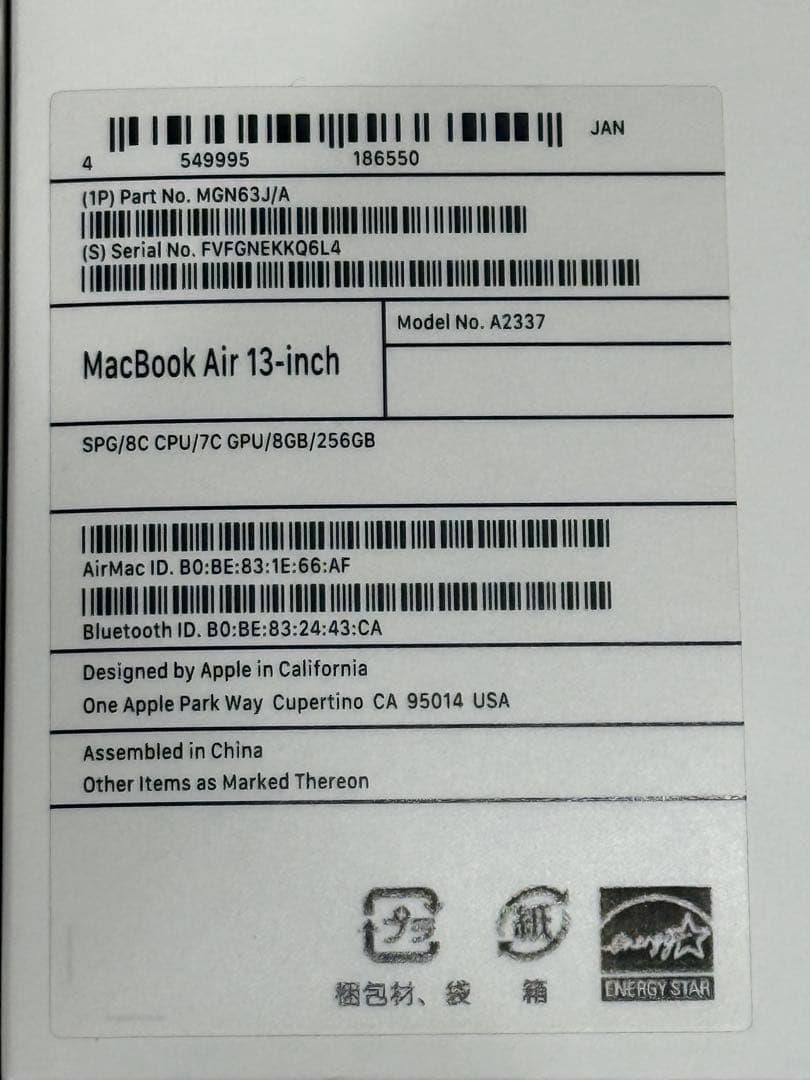 JAN
4 549995 186550
(1P) Part No. MGN63J/A
(S) Serial No. FVFGNEKKQ6L4
MacBook Air 13-inch
Model No. A2337
SPG/8C CPU/7C GPU/8GB/256GB
AirMac ID. B0:BE:83:1E:66:AF
Bluetooth ID. B0:BE:83:24:43:CA
Designed by Apple in California
One Apple Park Way Cupertino CA 95014 USA
Assembled in China
Other Items as Marked Thereon
プラ
紙
energy
梱包材、袋
箱
ENERGY STAR